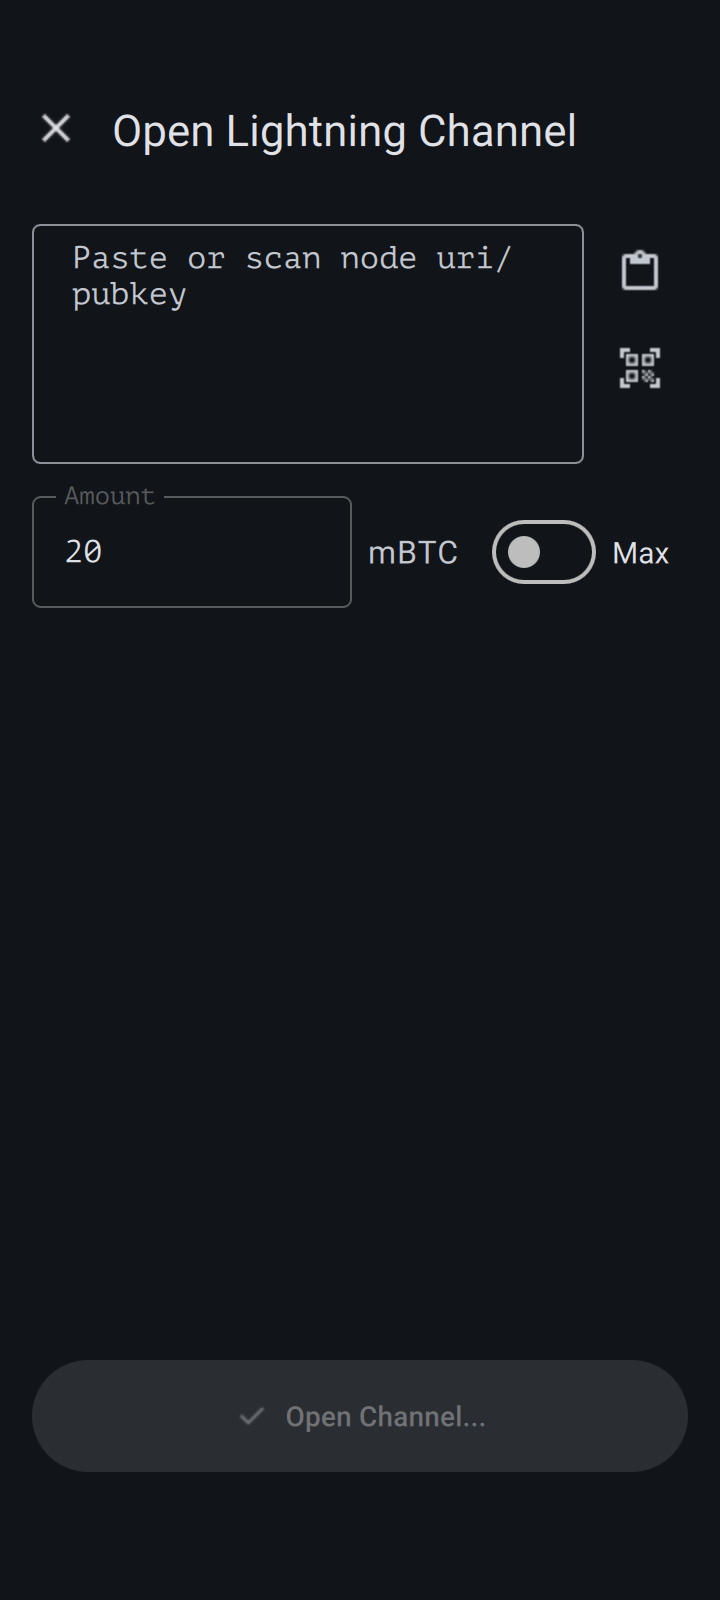 Open Lightning Channel
Paste or scan node uri/
pubkey
Amount
20
mBTC
Max
Open Channel...